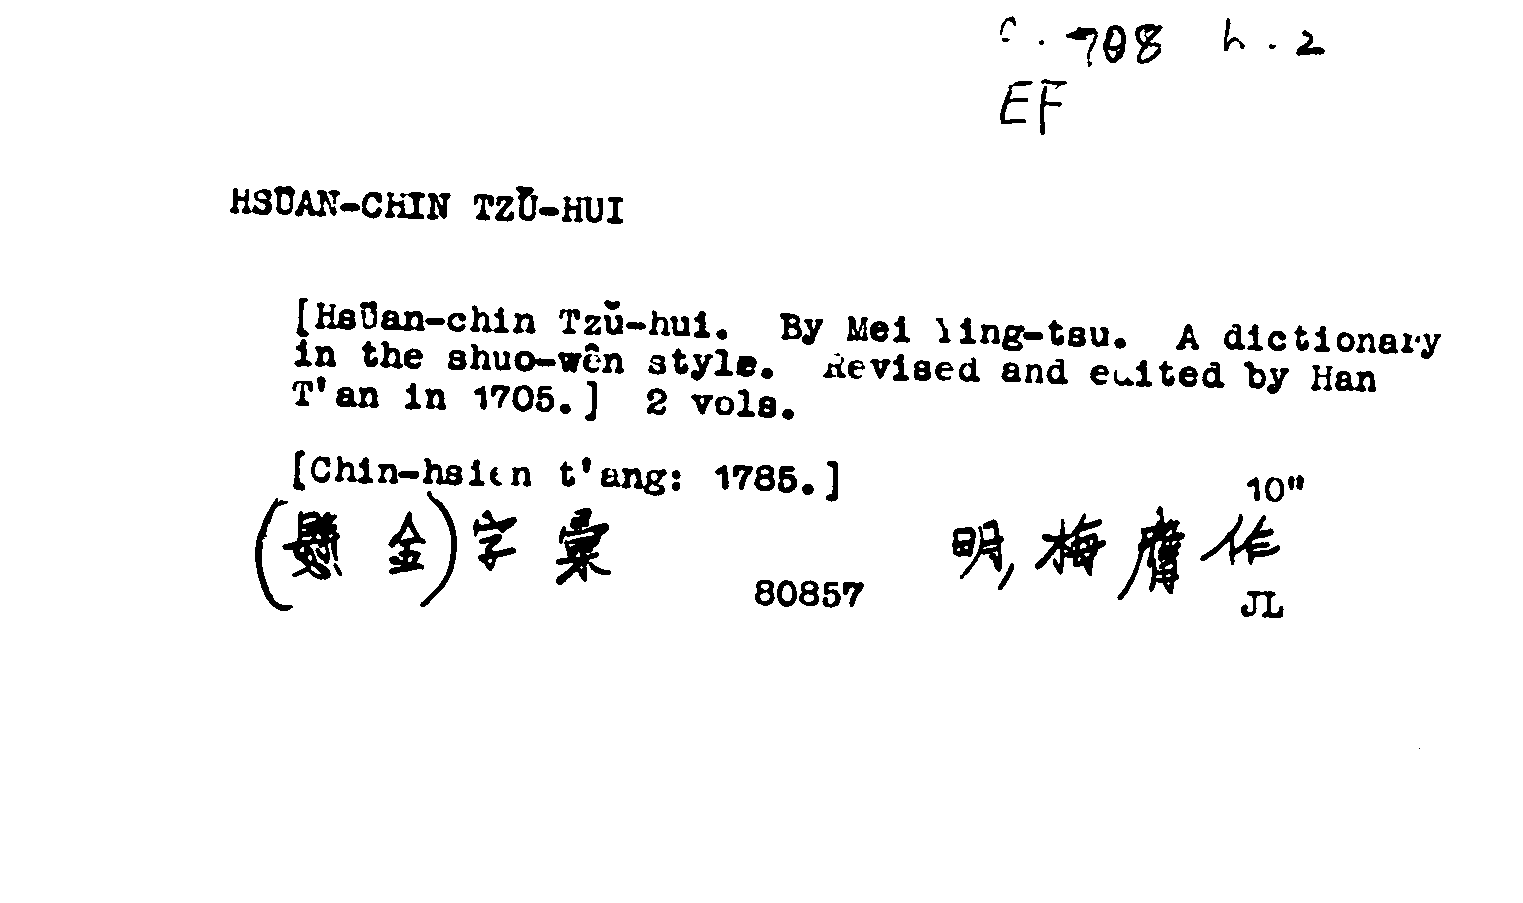 C. 708 h. 2
EF
HSÜAN-CHIN TZŬ-HUI
[Hsüan-chin Tzŭ-hui. By Mei Ying-tsu. A dictionary
in the shuo-wên style. Revised and edited by Han
T'an in 1705.] 2 vols.
[Chin-hsien t'ang: 1785.]
10"
(懸金)字彙 明, 梅膺作
80857
JL